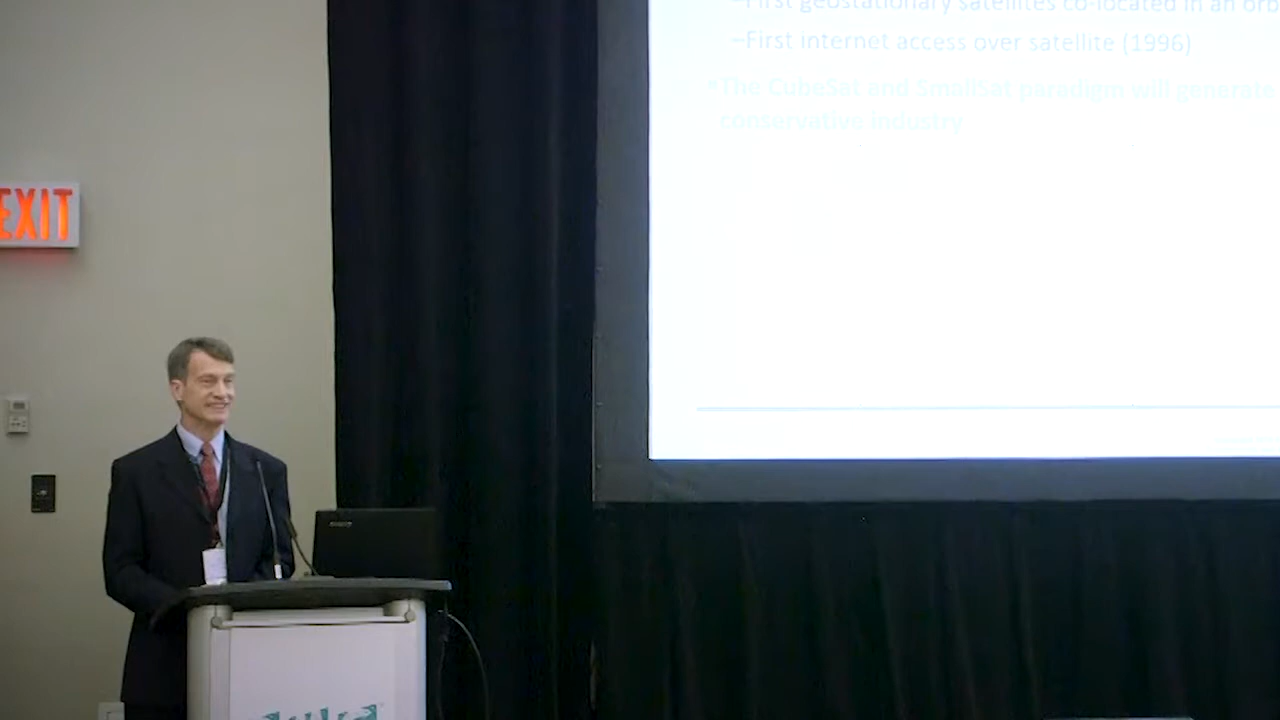 –First geostationary satellites co-located in an orb
–First internet access over satellite (1996)
•The CubeSat and SmallSat paradigm will generate
conservative industry
EXIT